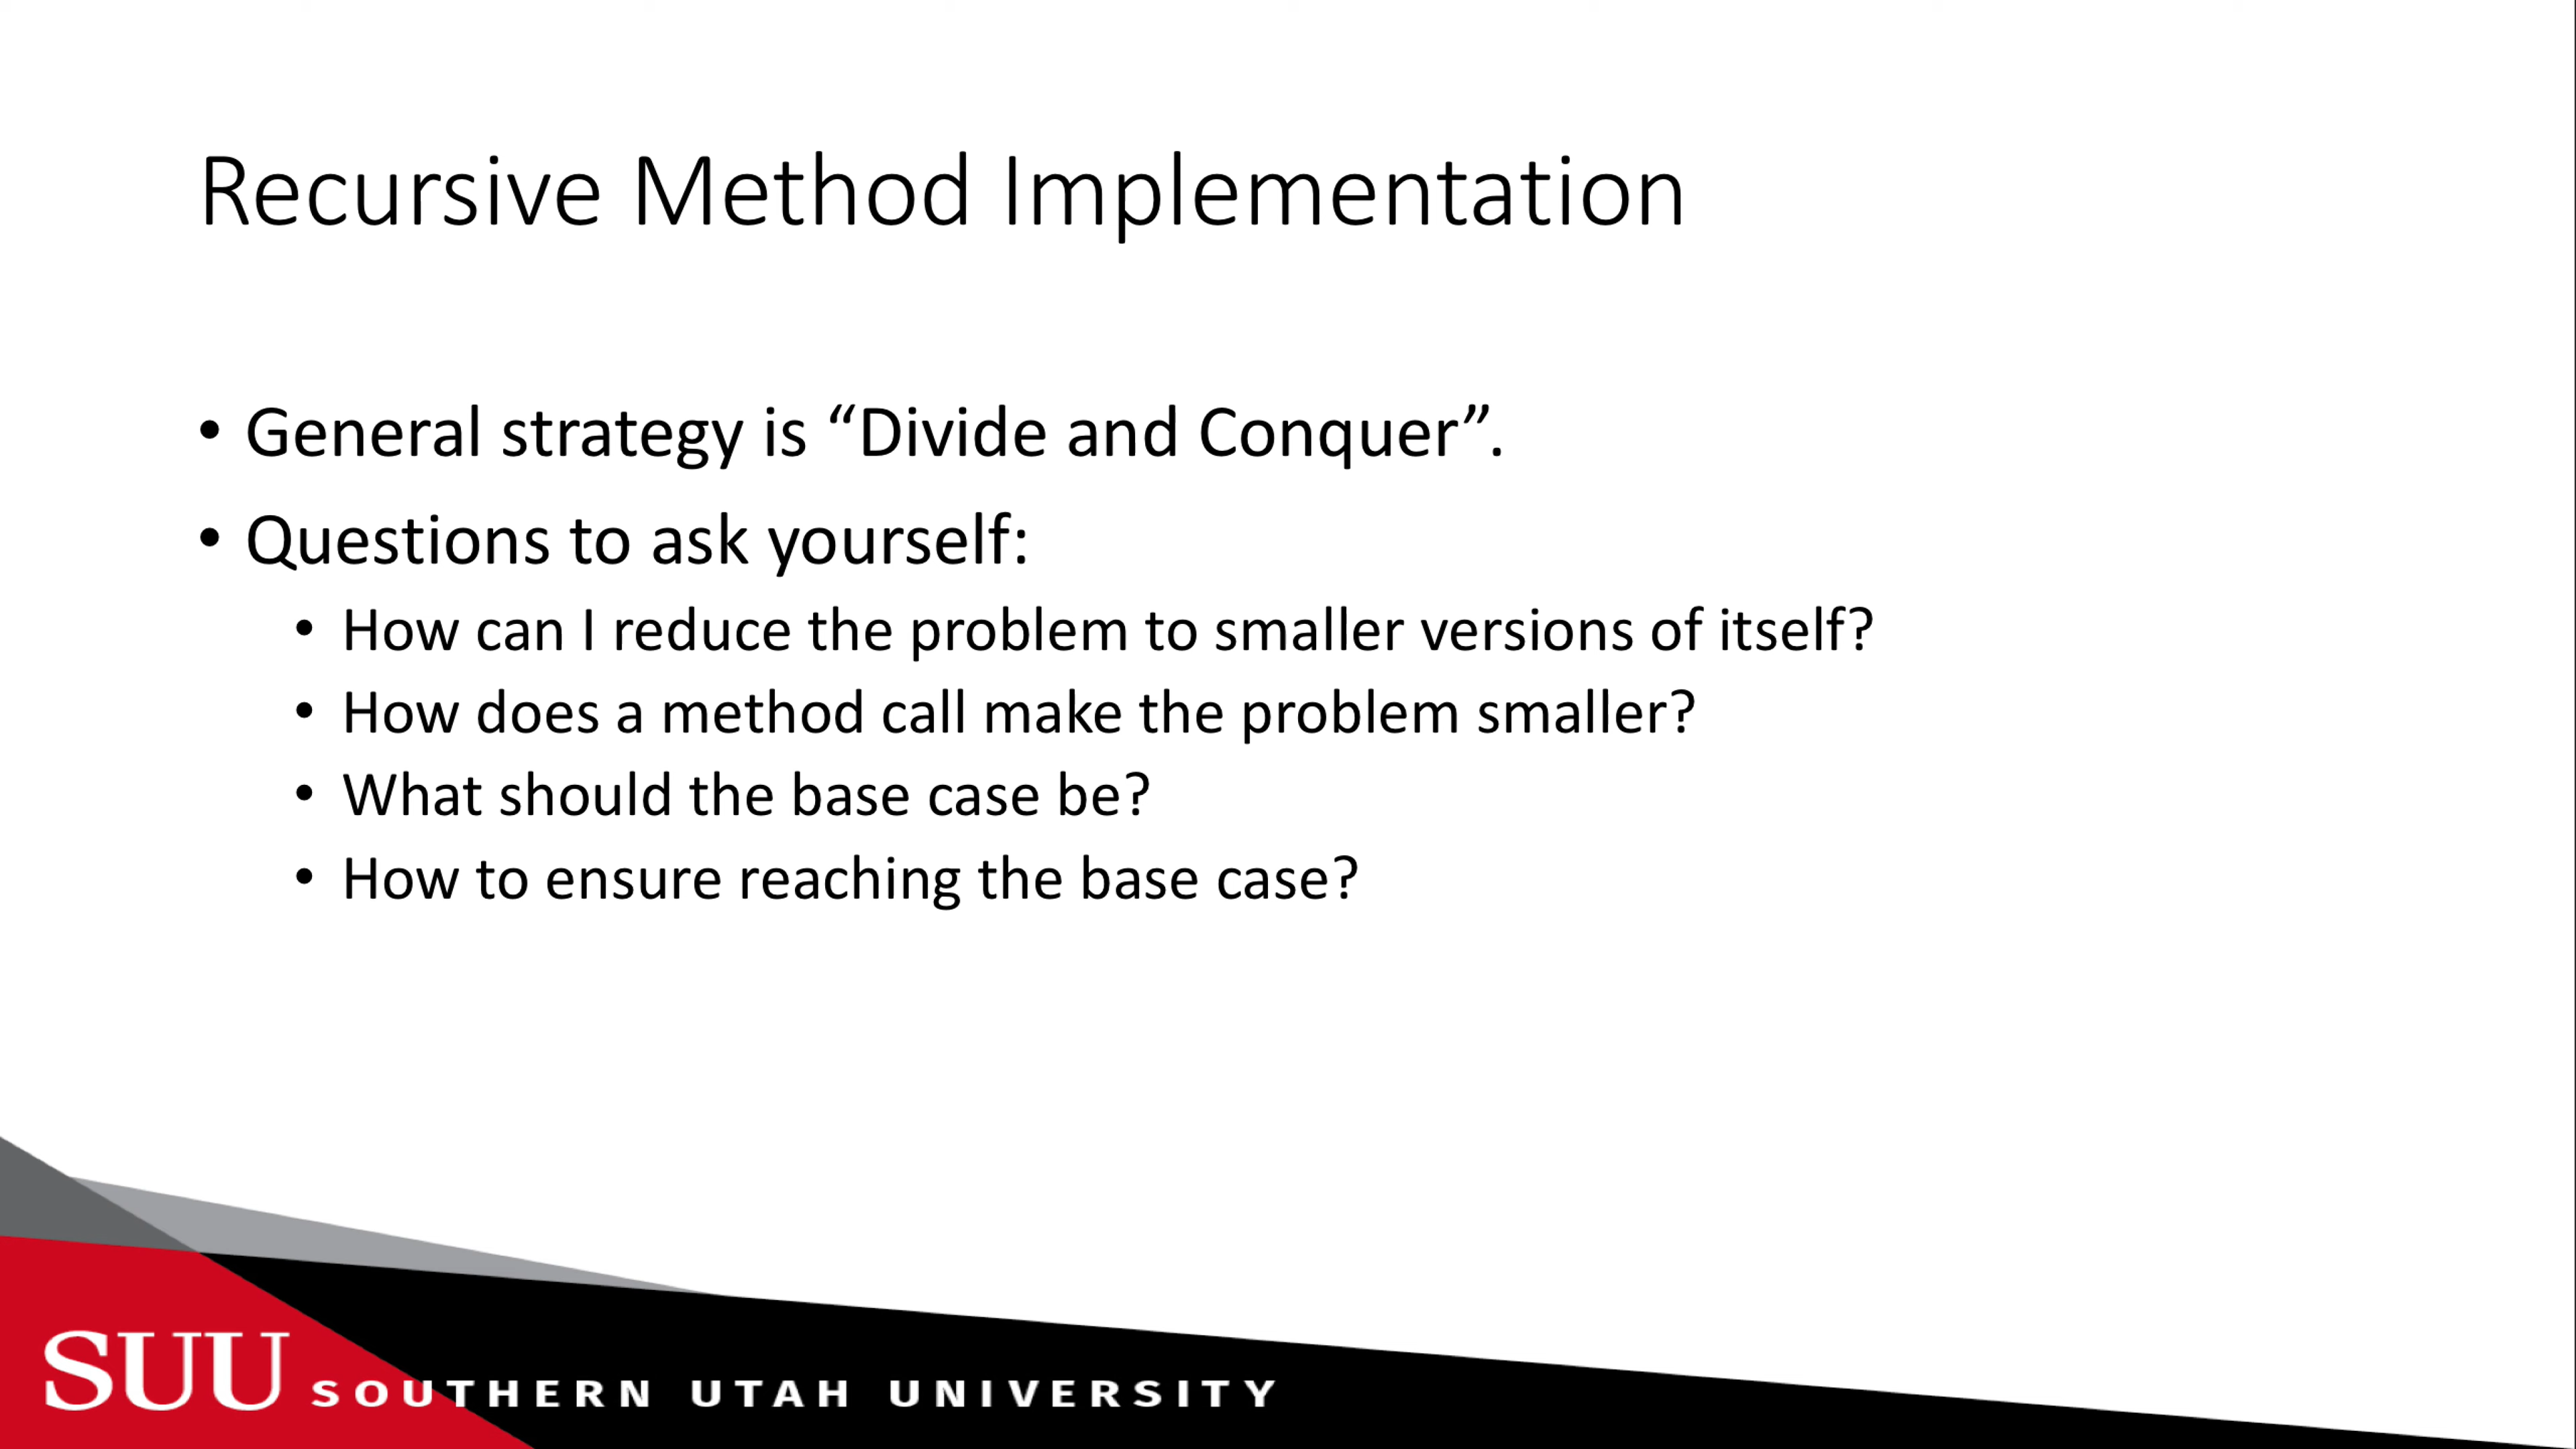 Recursive Method Implementation
• General strategy is “Divide and Conquer”.
• Questions to ask yourself:
• How can I reduce the problem to smaller versions of itself?
• How does a method call make the problem smaller?
• What should the base case be?
• How to ensure reaching the base case?
SUU SOUTHERN UTAH UNIVERSITY